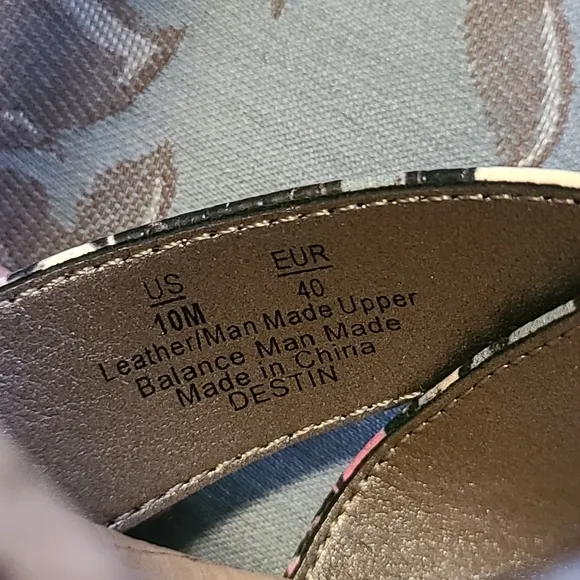 US EUR
10M 40
Leather/Man Made Upper
Balance Man Made
Made in China
DESTIN